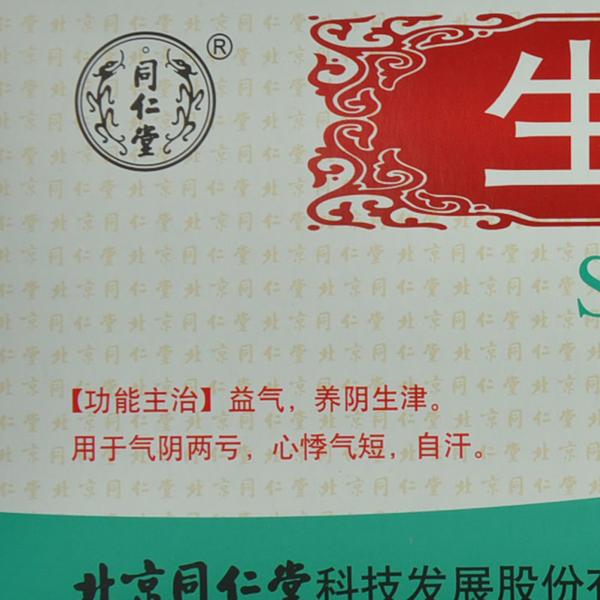 同仁堂
®
生
S
【功能主治】益气，养阴生津。
用于气阴两亏，心悸气短，自汗。
北京同仁堂科技发展股份